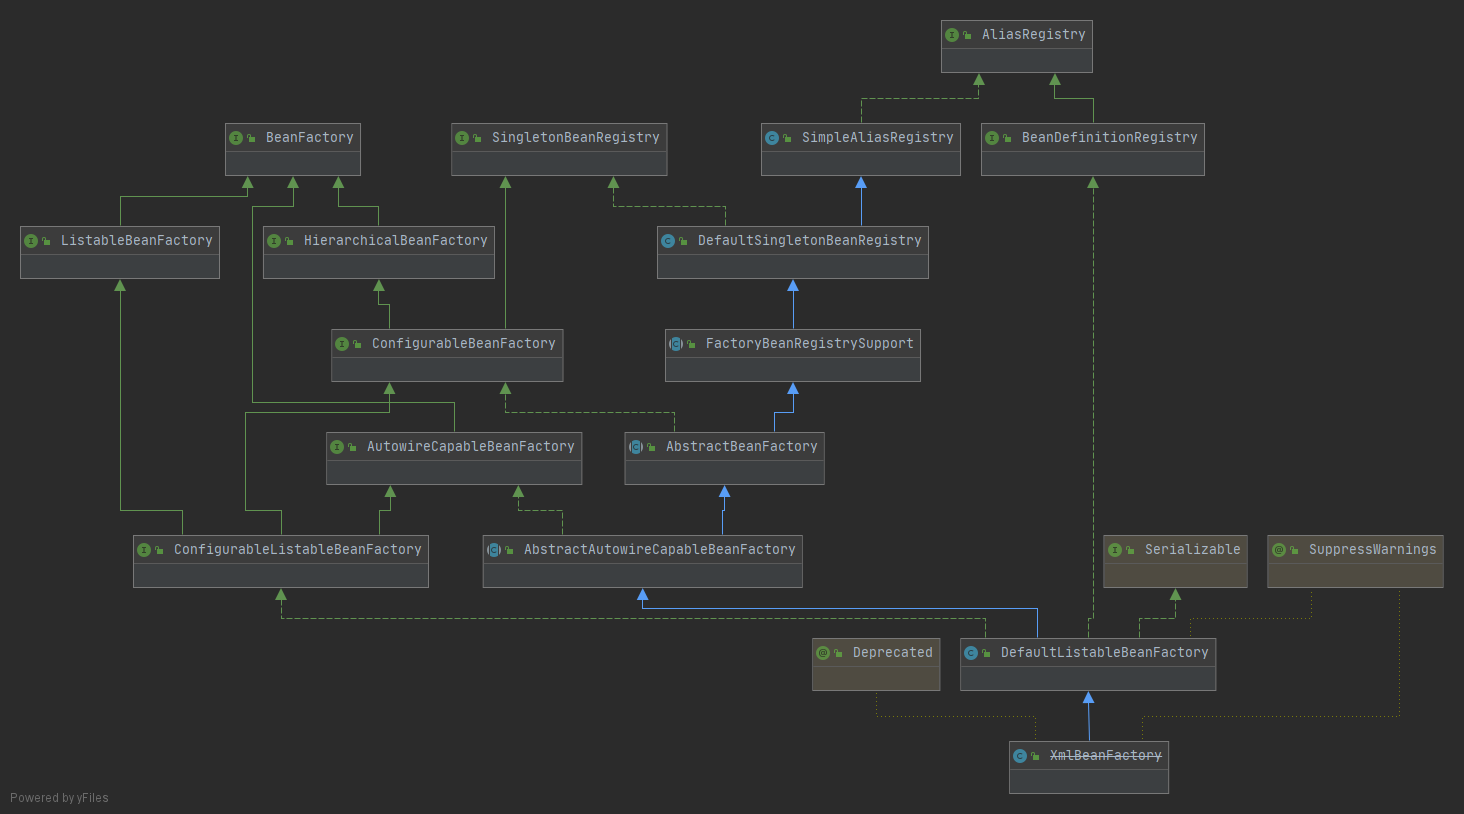 AliasRegistry
BeanFactory
SingletonBeanRegistry
SimpleAliasRegistry
BeanDefinitionRegistry
ListableBeanFactory
HierarchicalBeanFactory
DefaultSingletonBeanRegistry
ConfigurableBeanFactory
FactoryBeanRegistrySupport
AutowireCapableBeanFactory
AbstractBeanFactory
ConfigurableListableBeanFactory
AbstractAutowireCapableBeanFactory
Serializable
SuppressWarnings
Deprecated
DefaultListableBeanFactory
XmlBeanFactory
Powered by yFiles